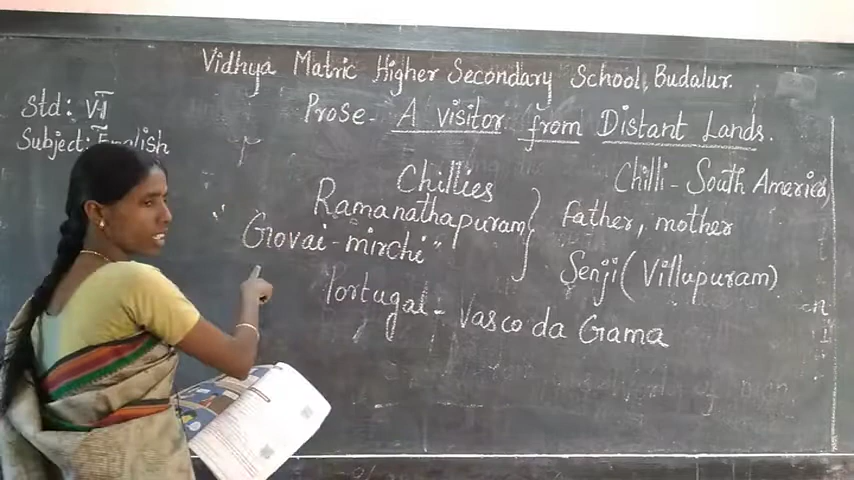 Vidhya Matric Higher Secondary School, Budalur.
Std: VI
Subject: English
Prose- A visitor from Distant Lands.
Chillies
Ramanathapuram
Govai-mirchi"
Portugal - Vasco da Gama
Chilli - South America
Father, mother
Senji (Villupuram)